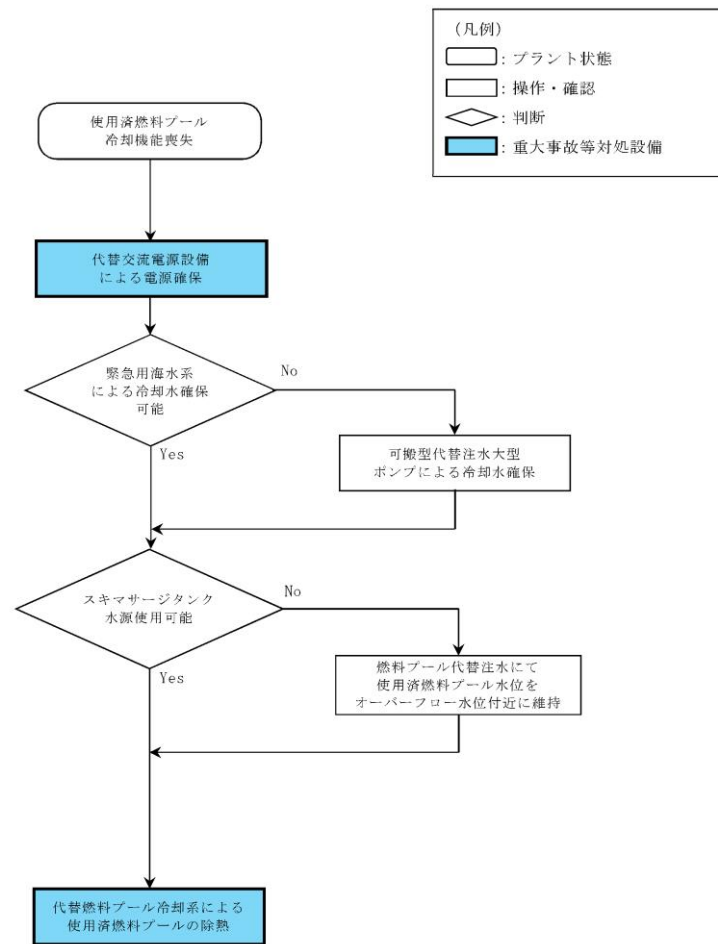 (凡例)
: プラント状態
: 操作・確認
: 判断
: 重大事故等対処設備
使用済燃料プール
冷却機能喪失
代替交流電源設備
による電源確保
緊急用海水系
による冷却水確保
可能
No
Yes
可搬型代替注水大型
ポンプによる冷却水確保
スキマサージタンク
水源使用可能
No
Yes
燃料プール代替注水にて
使用済燃料プール水位を
オーバーフロー水位付近に維持
代替燃料プール冷却系による
使用済燃料プールの除熱